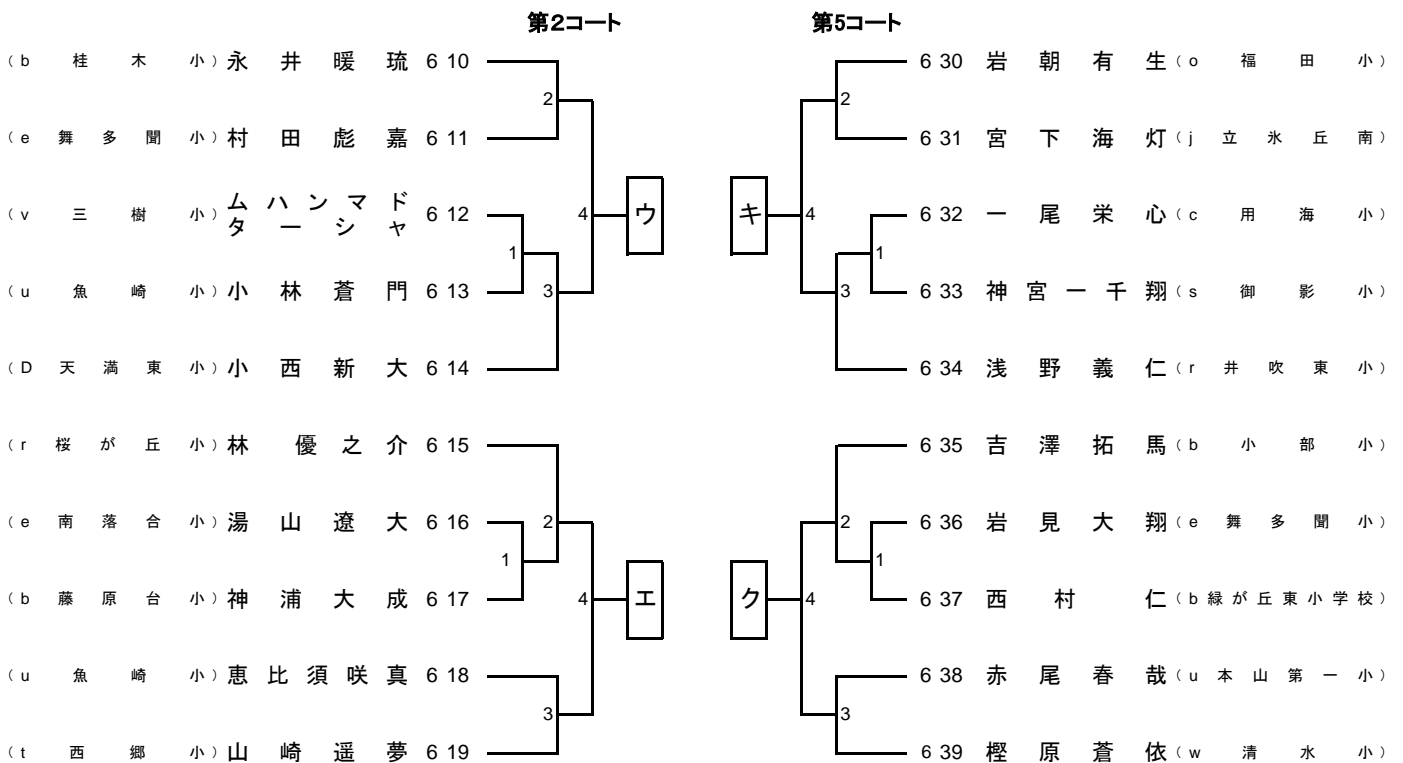 第2コート
（b 桂木小）永井暖琉 6 10
2
（e 舞多聞小）村田彪嘉 6 11
（v 三樹小）ムハンマド
ターシャ 6 12
4 ウ
1
（u 魚崎小）小林蒼門 6 13
3
（D 天満東小）小西新大 6 14
（r 桜が丘小）林 優之介 6 15
（e 南落合小）湯山遼大 6 16
2
1
（b 藤原台小）神浦大成 6 17
4 エ
（u 魚崎小）恵比須咲真 6 18
3
（t 西郷小）山崎遥夢 6 19
第5コート
6 30 岩朝有生（o 福田小）
2
6 31 宮下海灯（j 立氷丘南）
キ 4
6 32 一尾栄心（c 用海小）
1
6 33 神宮一千翔（s 御影小）
3
6 34 浅野義仁（r 井吹東小）
6 35 吉澤拓馬（b 小部小）
2
6 36 岩見大翔（e 舞多聞小）
1
6 37 西村仁（b 緑が丘東小学校）
ク 4
6 38 赤尾春哉（u 本山第一小）
3
6 39 樫原蒼依（w 清水小）